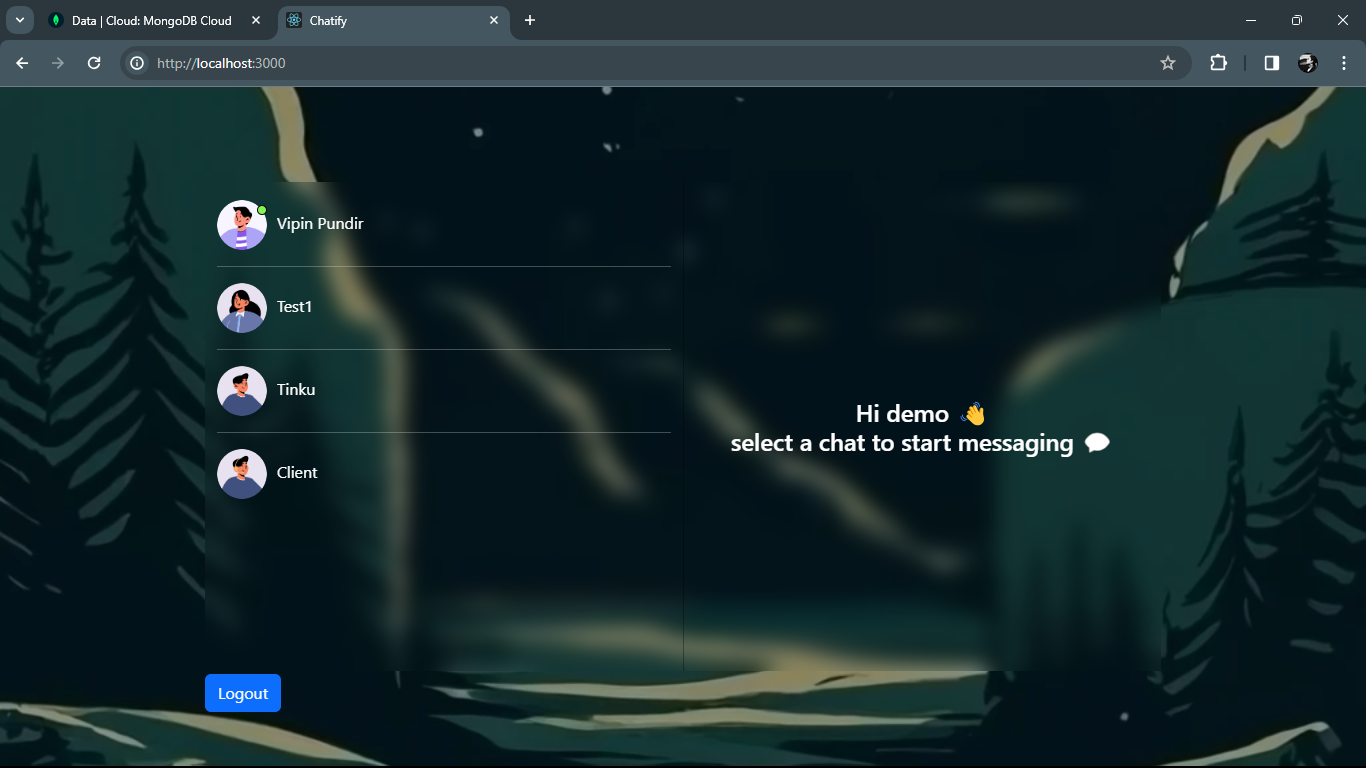 Data | Cloud: MongoDB Cloud
Chatify
http://localhost:3000
Vipin Pundir
Test1
Tinku
Client
Hi demo 👋
select a chat to start messaging 💬
Logout